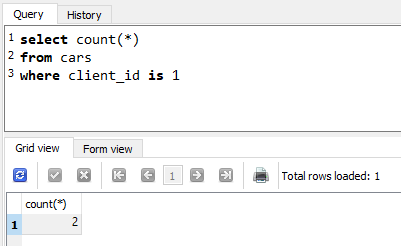 Query History
1 select count(*)
2 from cars
3 where client_id is 1
Grid view Form view
1 Total rows loaded: 1
count(*)
1 2